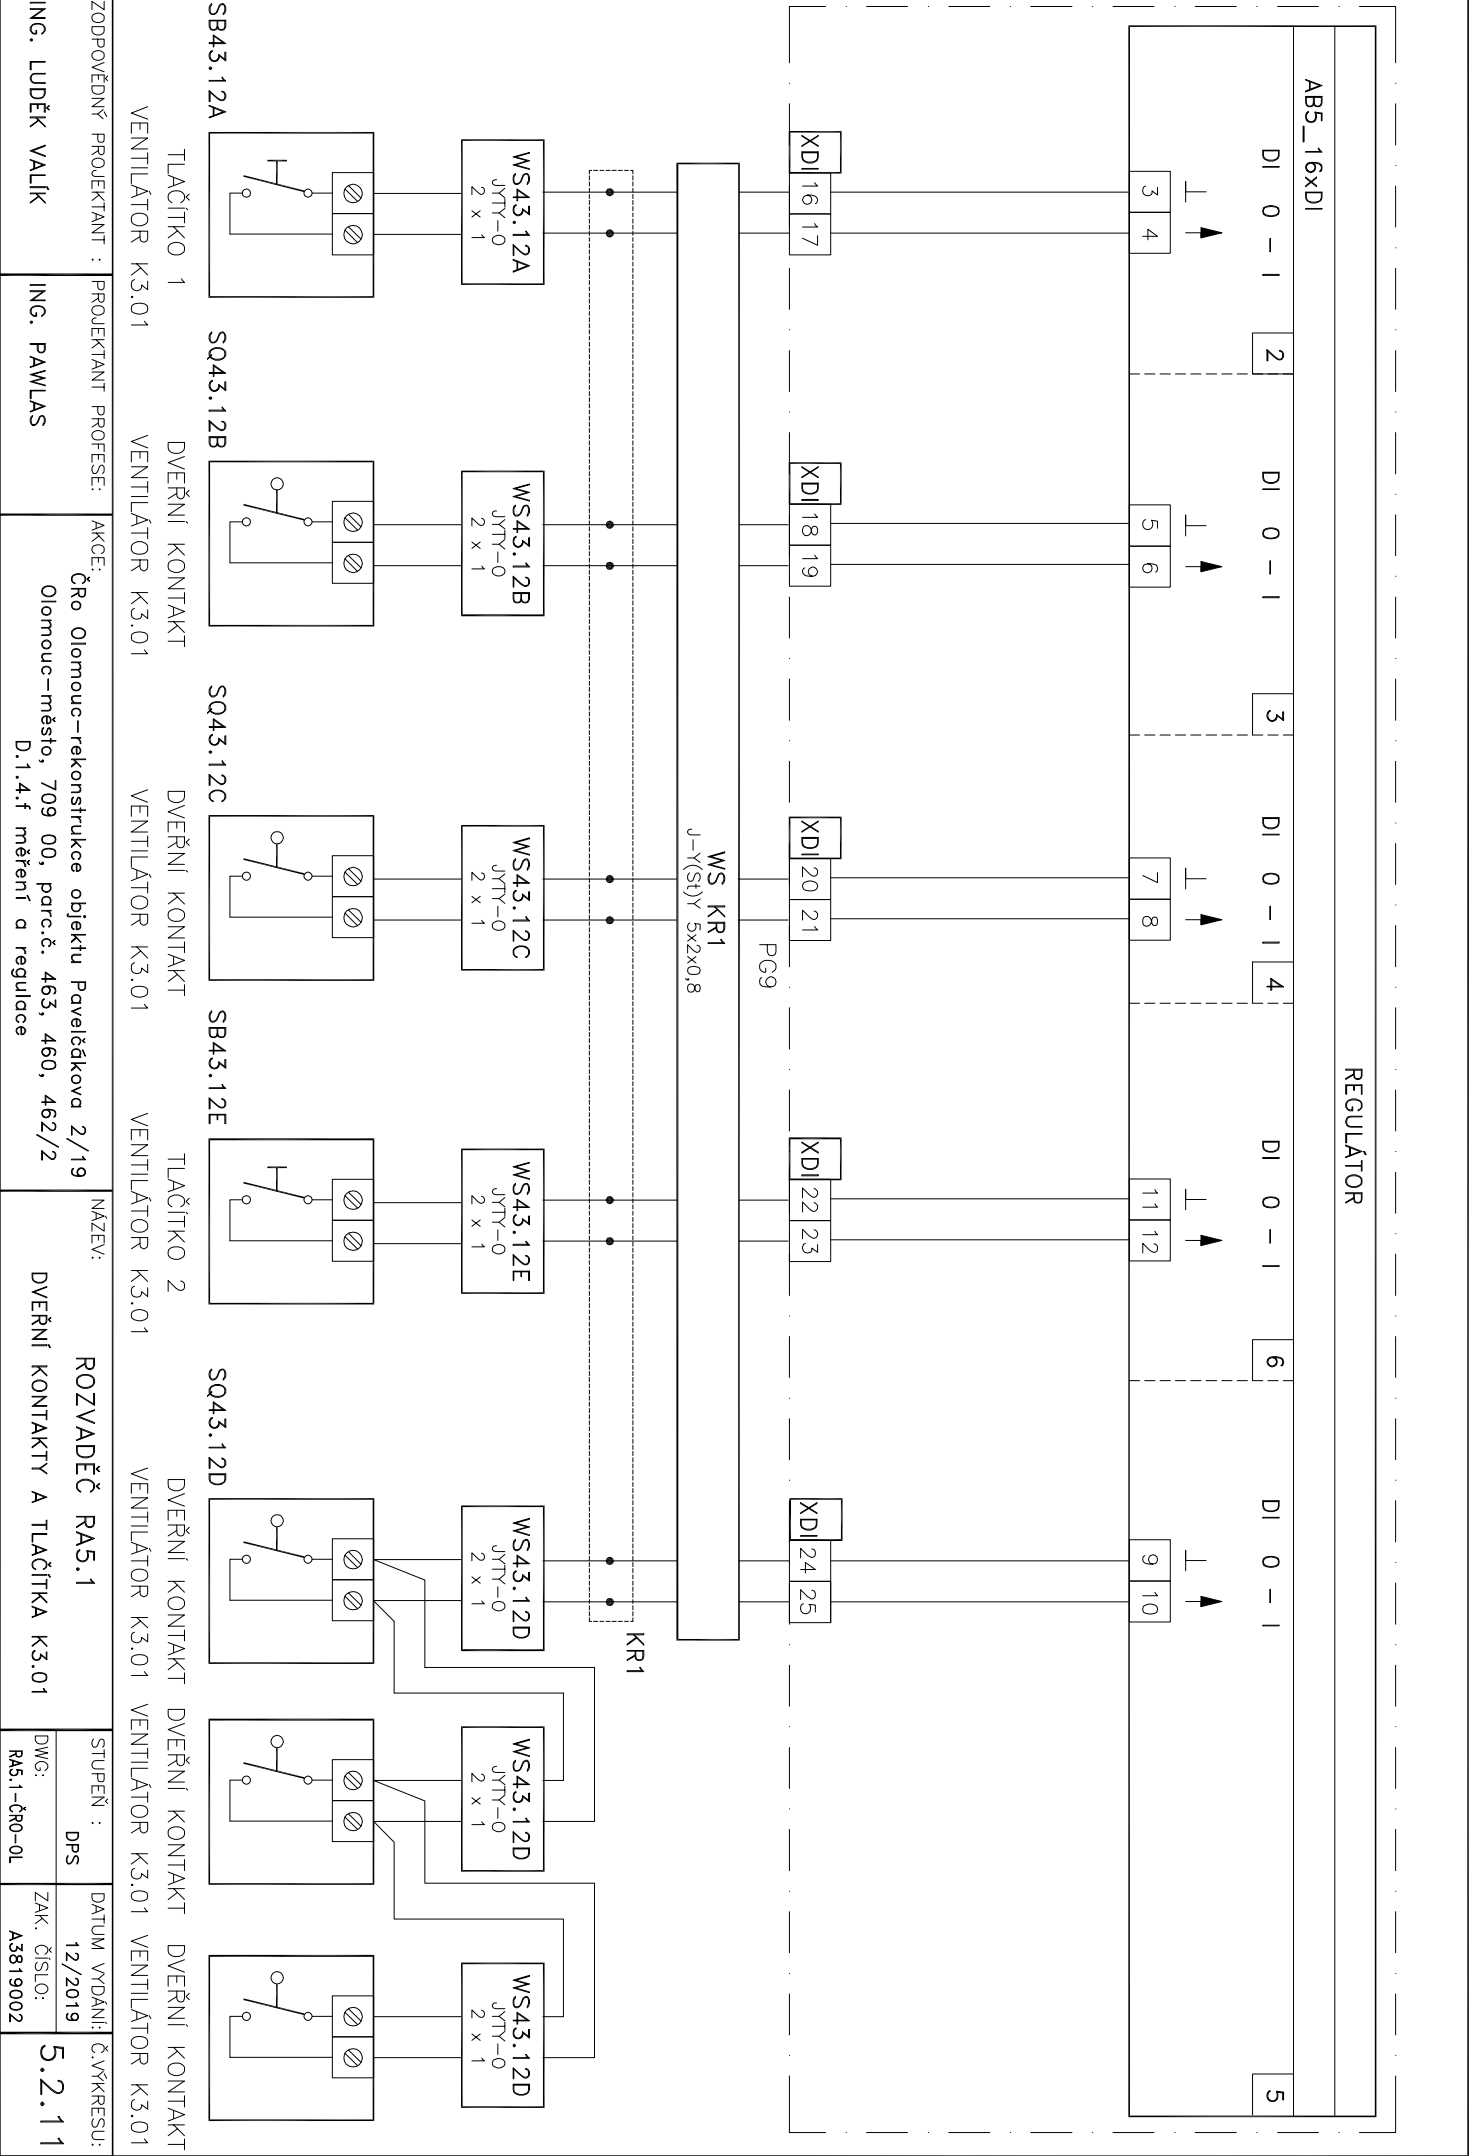 REGULÁTOR
AB5_16xDI
DI 0 – I
2
DI 0 – I
3
DI 0 – I
4
DI 0 – I
6
DI 0 – I
5
3 4
5 6
7 8
11 12
9 10
XDI 16 17
XDI 18 19
XDI 20 21
XDI 22 23
XDI 24 25
PG9
WS KR1
J–Y(St)Y 5x2x0,8
KR1
WS43.12A
JYTY–O
2 x 1
WS43.12B
JYTY–O
2 x 1
WS43.12C
JYTY–O
2 x 1
WS43.12E
JYTY–O
2 x 1
WS43.12D
JYTY–O
2 x 1
WS43.12D
JYTY–O
2 x 1
WS43.12D
JYTY–O
2 x 1
SB43.12A
SQ43.12B
SQ43.12C
SB43.12E
SQ43.12D
TLAČÍTKO 1
VENTILÁTOR K3.01
DVEŘNÍ KONTAKT
VENTILÁTOR K3.01
DVEŘNÍ KONTAKT
VENTILÁTOR K3.01
TLAČÍTKO 2
VENTILÁTOR K3.01
DVEŘNÍ KONTAKT
VENTILÁTOR K3.01
DVEŘNÍ KONTAKT
VENTILÁTOR K3.01
DVEŘNÍ KONTAKT
VENTILÁTOR K3.01
ZODPOVĚDNÝ PROJEKTANT :
ING. LUDĚK VALÍK
PROJEKTANT PROFESE:
ING. PAWLAS
AKCE:
ČRo Olomouc–rekonstrukce objektu Pavelčákova 2/19
Olomouc–město, 709 00, parc.č. 463, 460, 462/2
D.1.4.f měření a regulace
NÁZEV:
ROZVADĚČ RA5.1
DVEŘNÍ KONTAKTY A TLAČÍTKA K3.01
STUPEŇ :
DPS
DWG:
RA5.1–ČRO–OL
DATUM VYDÁNÍ:
12/2019
ZAK. ČÍSLO:
A3819002
Č.VÝKRESU:
5.2.11